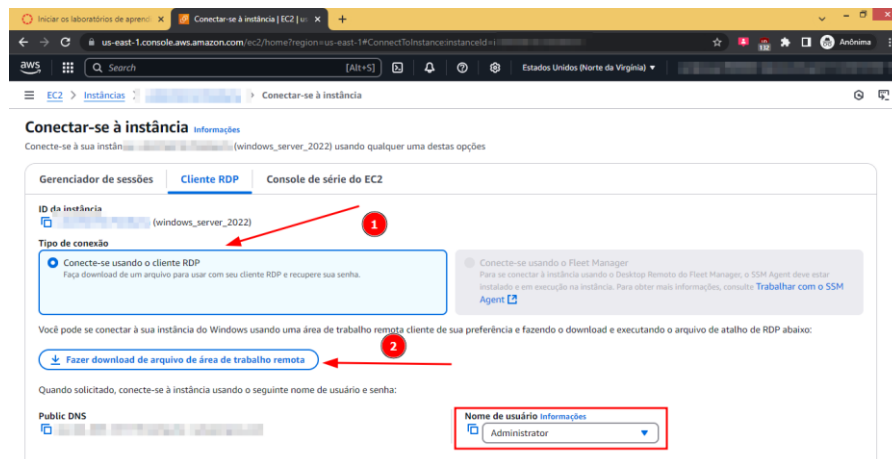 Iniciar os laboratórios de aprend
Conectar-se à instância | EC2 | us
us-east-1.console.aws.amazon.com/ec2/home?region=us-east-1#ConnectToInstance:instanceId=i
132
Anônima
aws
Search
[Alt+S]
Estados Unidos (Norte da Virgínia)
EC2 > Instâncias > > Conectar-se à instância
Conectar-se à instância Informações
Conecte-se à sua instân (windows_server_2022) usando qualquer uma destas opções
Gerenciador de sessões
Cliente RDP
Console de série do EC2
ID da instância
(windows_server_2022)
1
Tipo de conexão
Conecte-se usando o cliente RDP
Faça download de um arquivo para usar com seu cliente RDP e recupere sua senha.
Conecte-se usando o Fleet Manager
Para se conectar à instância usando o Desktop Remoto do Fleet Manager, o SSM Agent deve estar
instalado e em execução na instância. Para obter mais informações, consulte Trabalhar com o SSM
Agent
Você pode se conectar à sua instância do Windows usando uma área de trabalho remota cliente de sua preferência e fazendo o download e executando o arquivo de atalho de RDP abaixo:
2
Fazer download de arquivo de área de trabalho remota
Quando solicitado, conecte-se à instância usando o seguinte nome de usuário e senha:
Public DNS
Nome de usuário Informações
Administrator